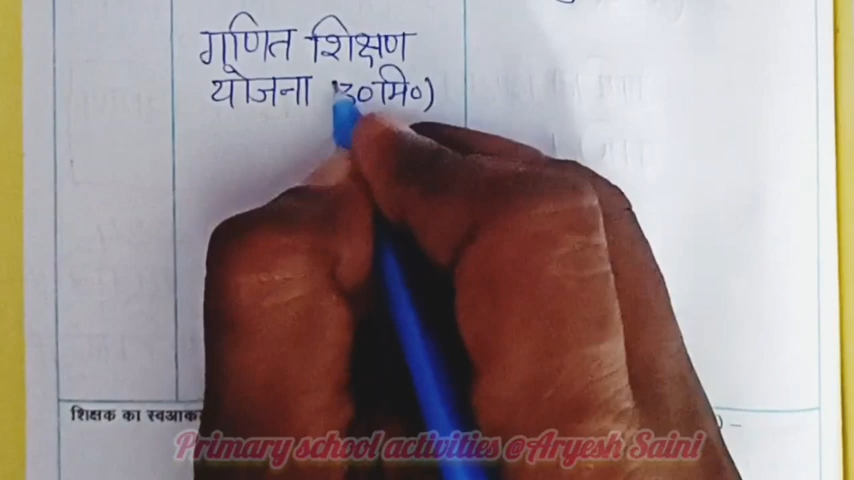 गणित शिक्षण
योजना 30मि०)
शिक्षक का स्वआक
Primary school activities @Aryesh Saini